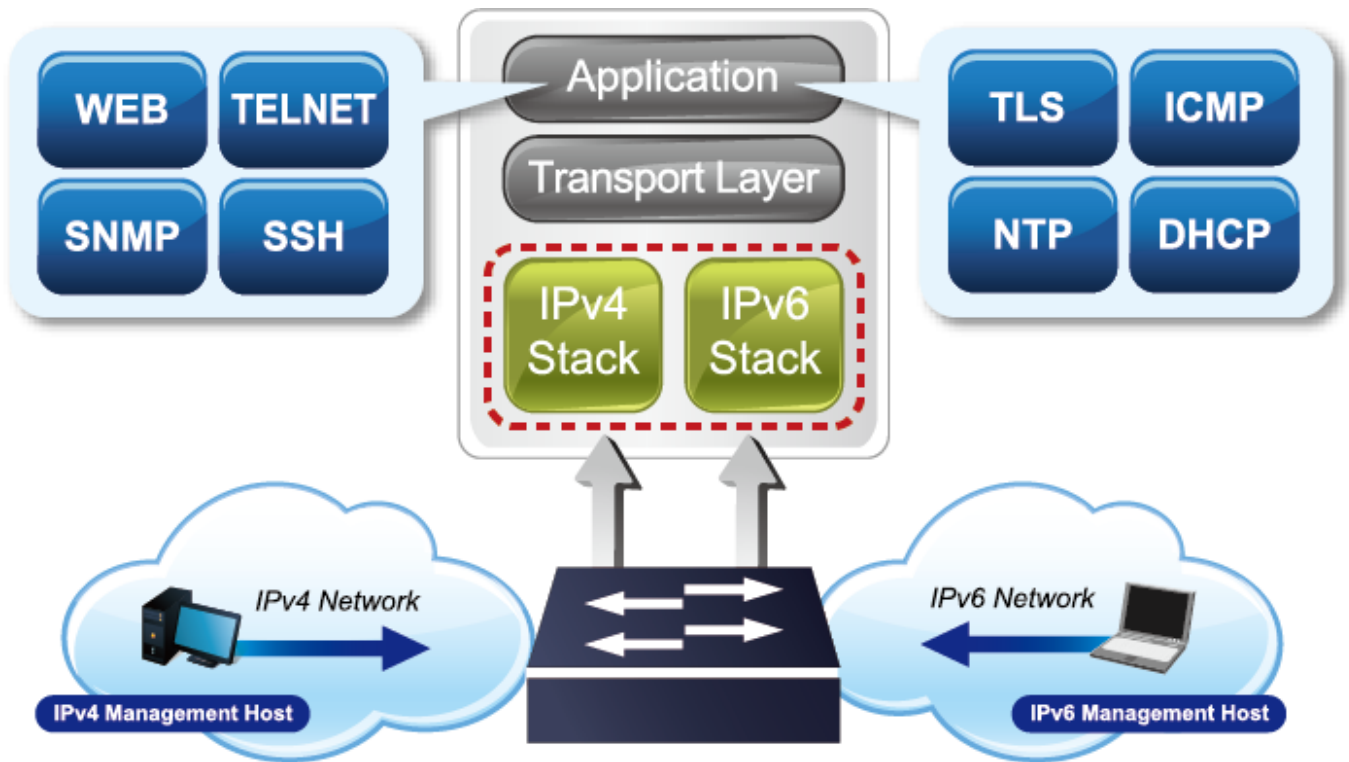 WEB
TELNET
SNMP
SSH
Application
Transport Layer
IPv4
Stack
IPv6
Stack
TLS
ICMP
NTP
DHCP
IPv4 Network
IPv4 Management Host
IPv6 Network
IPv6 Management Host